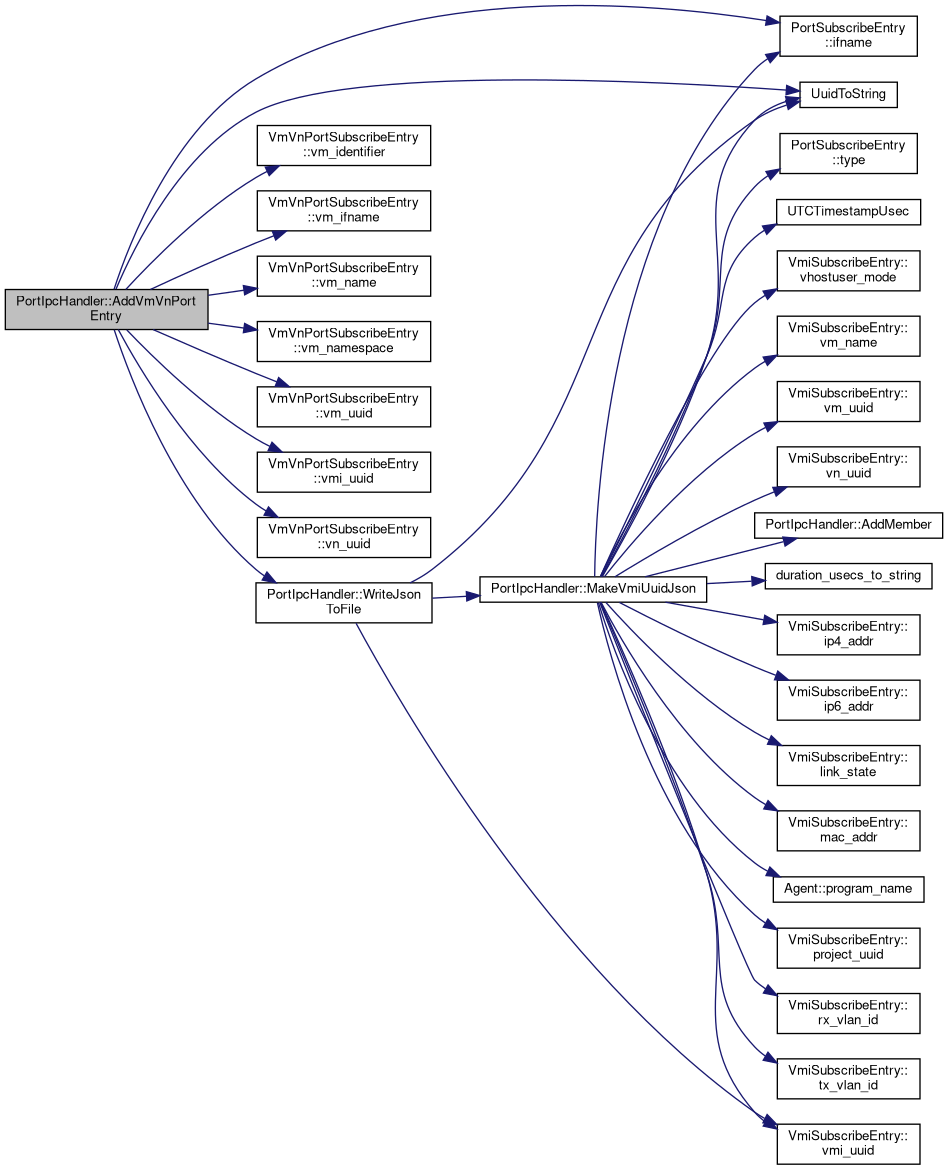 PortIpcHandler::AddVmVnPort
Entry
VmVnPortSubscribeEntry
::vm_identifier
VmVnPortSubscribeEntry
::vm_ifname
VmVnPortSubscribeEntry
::vm_name
VmVnPortSubscribeEntry
::vm_namespace
VmVnPortSubscribeEntry
::vm_uuid
VmVnPortSubscribeEntry
::vmi_uuid
VmVnPortSubscribeEntry
::vn_uuid
PortIpcHandler::WriteJson
ToFile
PortIpcHandler::MakeVmiUuidJson
PortSubscribeEntry
::ifname
UuidToString
PortSubscribeEntry
::type
UTCTimestampUsec
VmiSubscribeEntry::
vhostuser_mode
VmiSubscribeEntry::
vm_name
VmiSubscribeEntry::
vm_uuid
VmiSubscribeEntry::
vn_uuid
PortIpcHandler::AddMember
duration_usecs_to_string
VmiSubscribeEntry::
ip4_addr
VmiSubscribeEntry::
ip6_addr
VmiSubscribeEntry::
link_state
VmiSubscribeEntry::
mac_addr
Agent::program_name
VmiSubscribeEntry::
project_uuid
VmiSubscribeEntry::
rx_vlan_id
VmiSubscribeEntry::
tx_vlan_id
VmiSubscribeEntry::
vmi_uuid